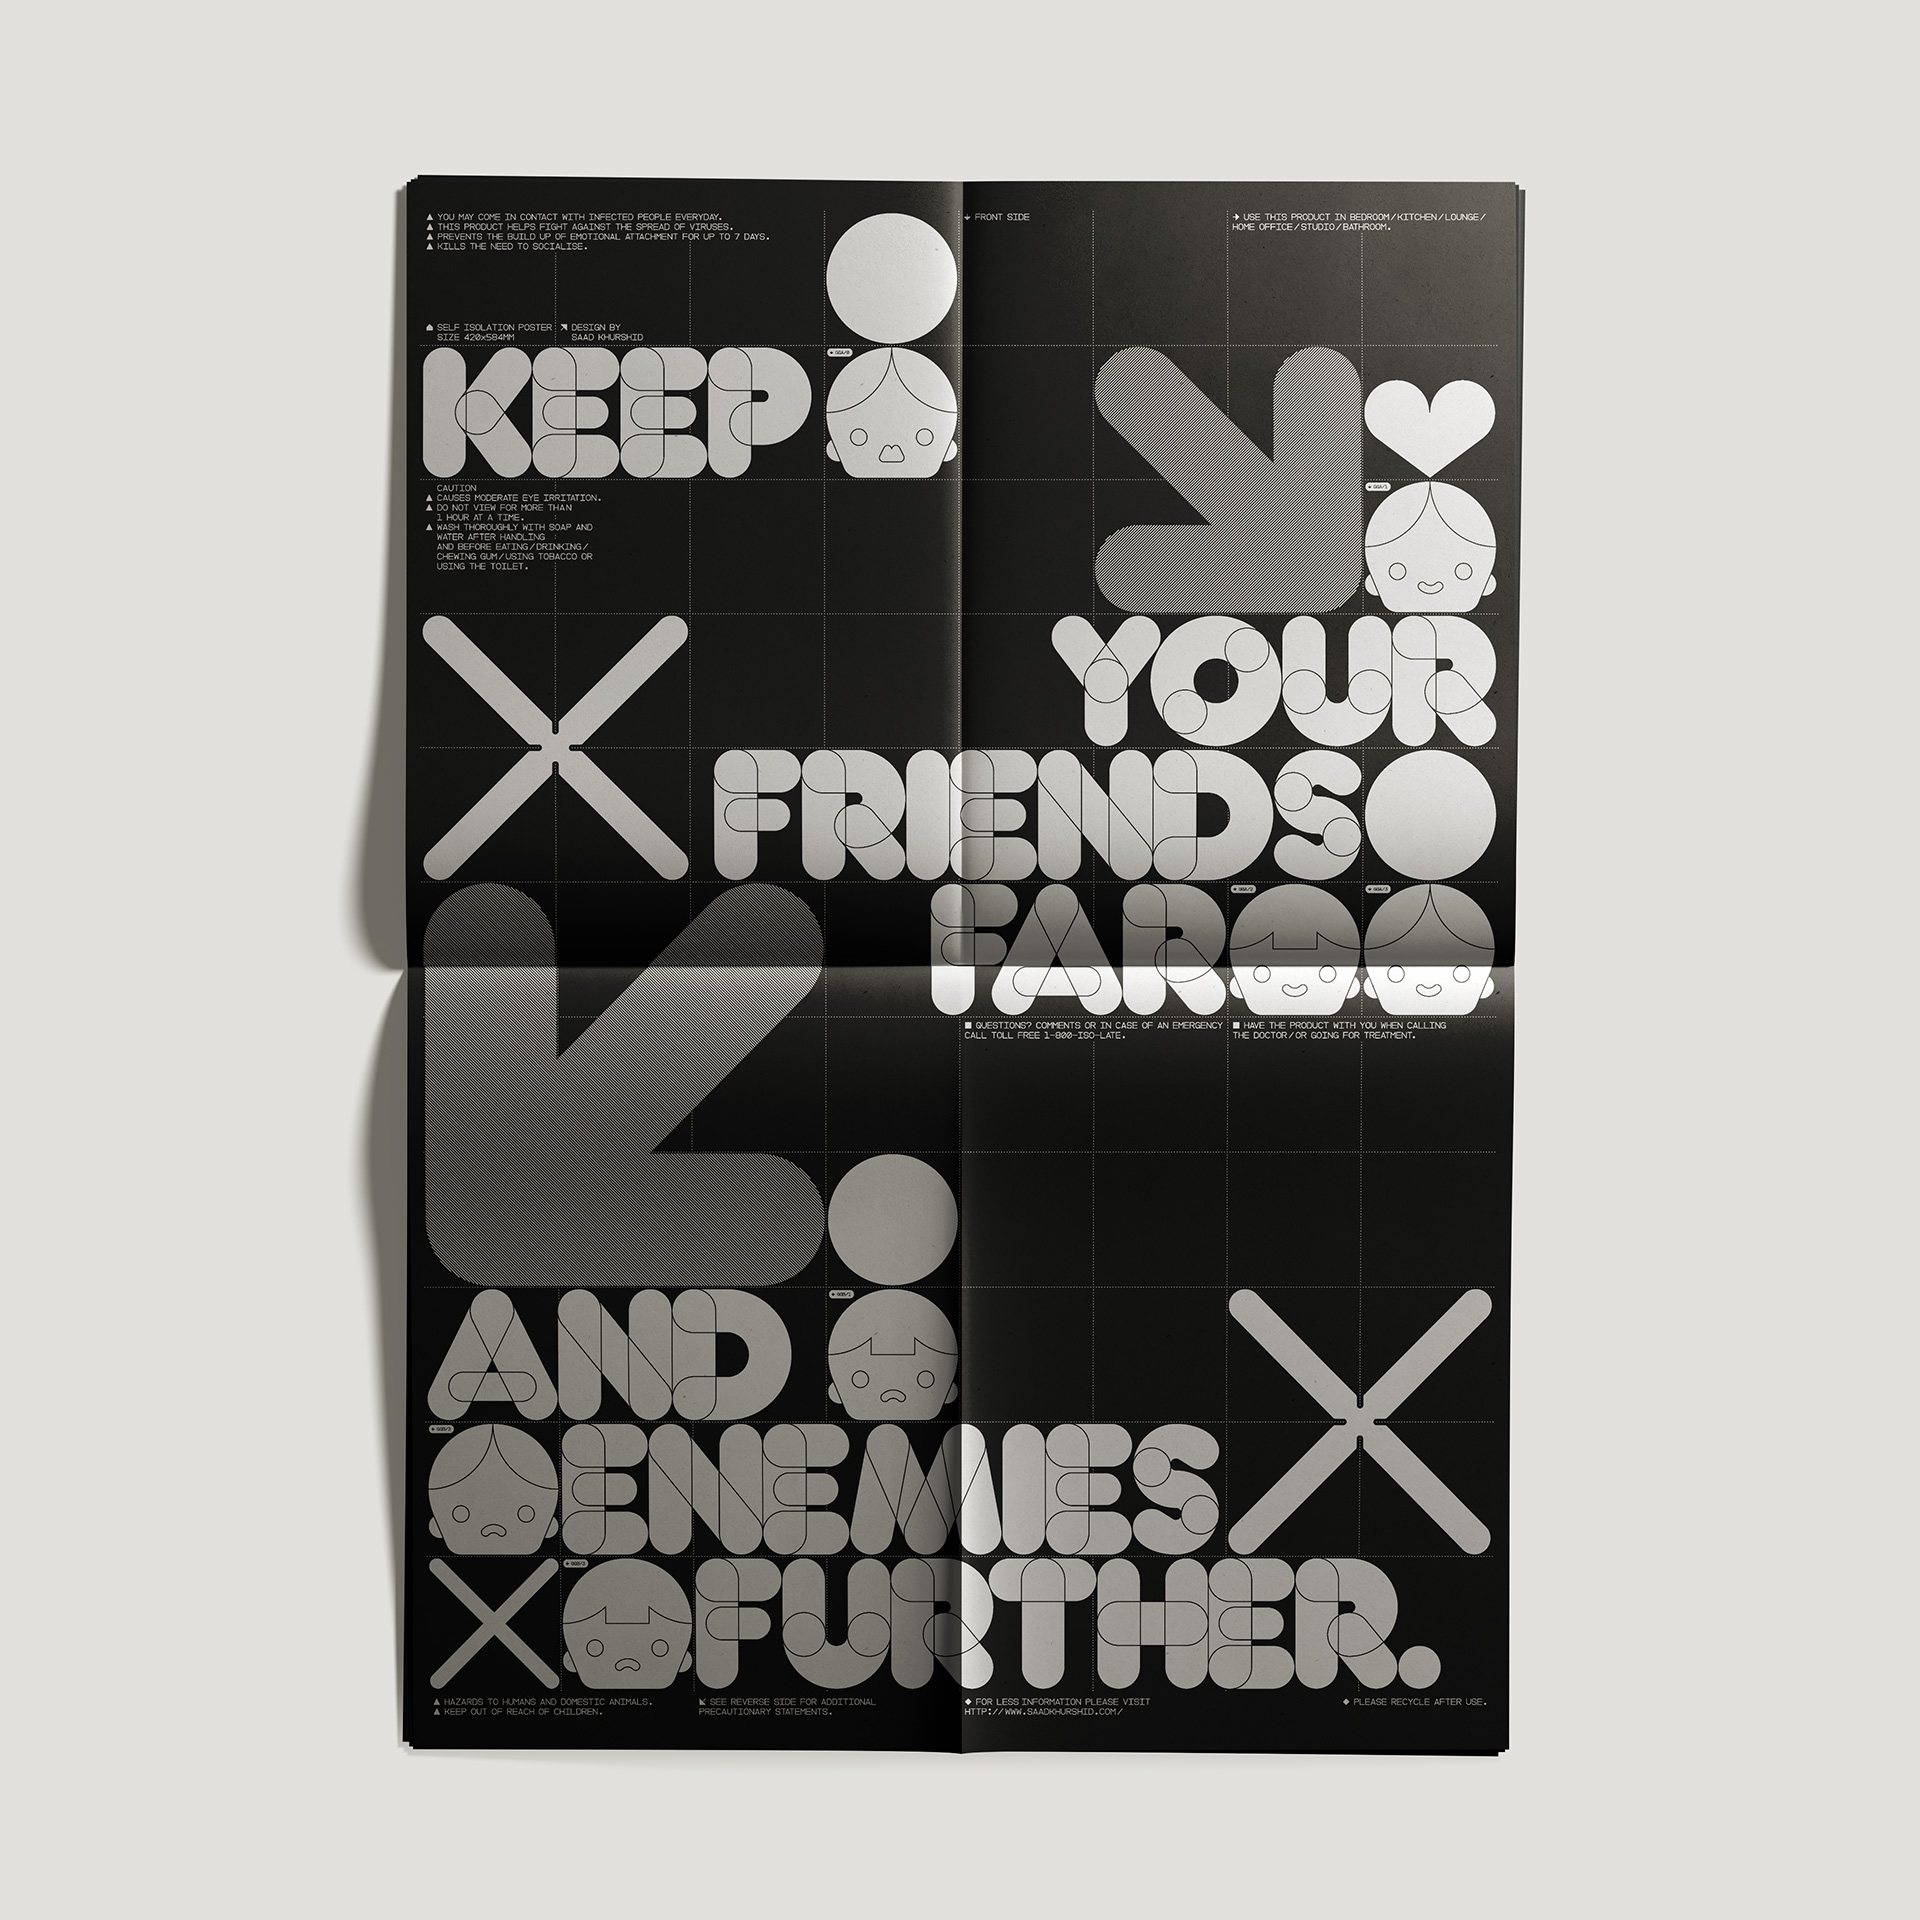 ▲ YOU MAY COME IN CONTACT WITH INFECTED PEOPLE EVERYDAY.
▲ THIS PRODUCT HELPS FIGHT AGAINST THE SPREAD OF VIRUSES.
▲ PREVENTS THE BUILD UP OF EMOTIONAL ATTACHMENT FOR UP TO 7 DAYS.
▲ KILLS THE NEED TO SOCIALISE.
FRONT SIDE
USE THIS PRODUCT IN BEDROOM/KITCHEN/LOUNGE/
HOME OFFICE/STUDIO/BATHROOM.
SELF ISOLATION POSTER
SIZE 420x584MM
DESIGN BY
SAAD KHURSHID
KEEP
CAUTION
▲ CAUSES MODERATE EYE IRRITATION.
▲ DO NOT VIEW FOR MORE THAN
1 HOUR AT A TIME.
▲ WASH THOROUGHLY WITH SOAP AND
WATER AFTER HANDLING
AND BEFORE EATING/DRINKING/
CHEWING GUM/USING TOBACCO OR
USING THE TOILET.
YOUR
FRIENDS
FAR
■ QUESTIONS? COMMENTS OR IN CASE OF AN EMERGENCY
CALL TOLL FREE 1-800-ISO-LATE.
■ HAVE THE PRODUCT WITH YOU WHEN CALLING
THE DOCTOR/OR GOING FOR TREATMENT.
AND
ENEMIES
FURTHER.
▲ HAZARDS TO HUMANS AND DOMESTIC ANIMALS.
▲ KEEP OUT OF REACH OF CHILDREN.
SEE REVERSE SIDE FOR ADDITIONAL
PRECAUTIONARY STATEMENTS.
◆ FOR LESS INFORMATION PLEASE VISIT
HTTP://WWW.SAADKHURSHID.COM/
◆ PLEASE RECYCLE AFTER USE.